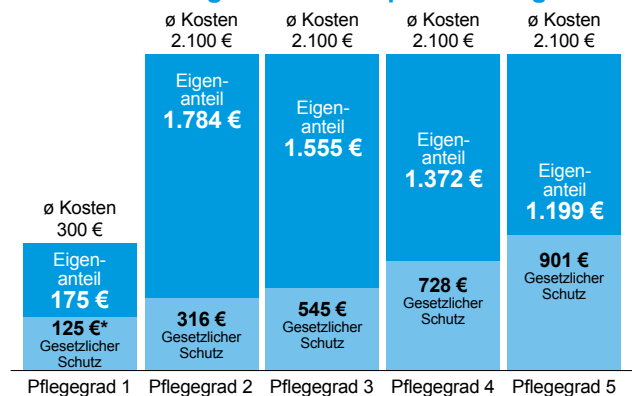 ø Kosten
2.100 €
ø Kosten
2.100 €
ø Kosten
2.100 €
ø Kosten
2.100 €
Eigen-
anteil
1.784 €
Eigen-
anteil
1.555 €
Eigen-
anteil
1.372 €
Eigen-
anteil
1.199 €
ø Kosten
300 €
Eigen-
anteil
175 €
125 €*
Gesetzlicher
Schutz
316 €
Gesetzlicher
Schutz
545 €
Gesetzlicher
Schutz
728 €
Gesetzlicher
Schutz
901 €
Gesetzlicher
Schutz
Pflegegrad 1
Pflegegrad 2
Pflegegrad 3
Pflegegrad 4
Pflegegrad 5